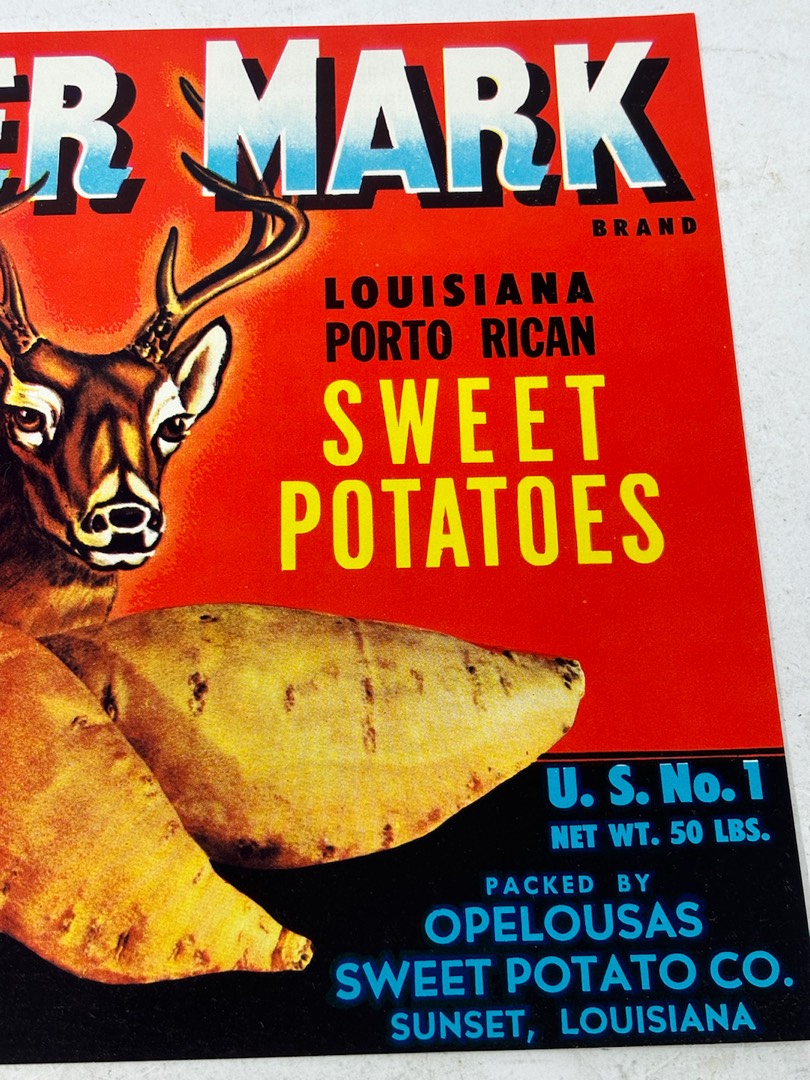 ER MARK
BRAND
LOUISIANA
PORTO RICAN
SWEET
POTATOES
U. S. No. 1
NET WT. 50 LBS.
PACKED BY
OPELOUSAS
SWEET POTATO CO.
SUNSET, LOUISIANA